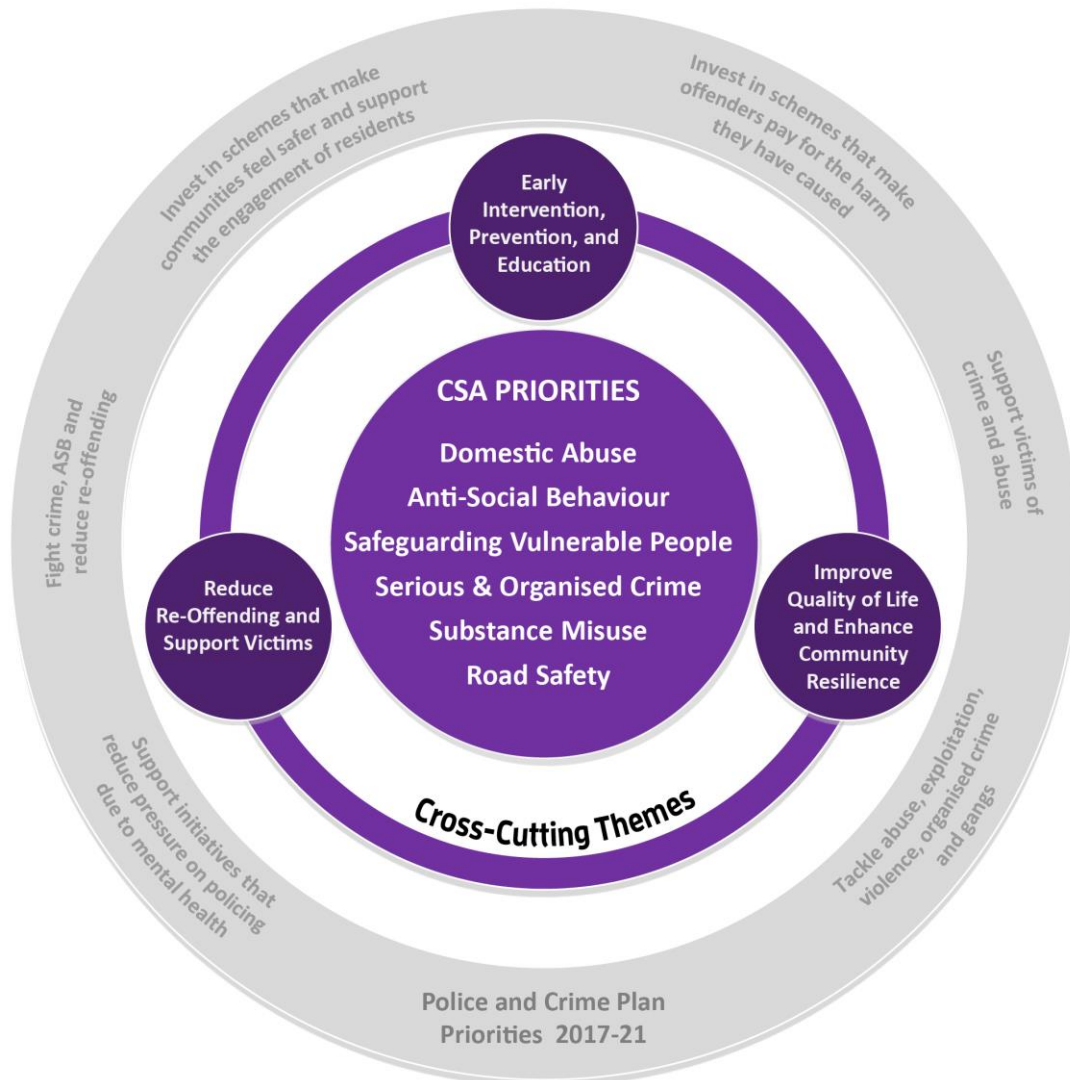 Invest in schemes that make
communities feel safer and support
the engagement of residents
Invest in schemes that make
offenders pay for the harm
they have caused
Early
Intervention,
Prevention, and
Education
CSA PRIORITIES
Domestic Abuse
Anti-Social Behaviour
Safeguarding Vulnerable People
Serious & Organised Crime
Substance Misuse
Road Safety
Support victims of
crime and abuse
Fight crime, ASB and
reduce re-offending
Reduce
Re-Offending and
Support Victims
Improve
Quality of Life
and Enhance
Community
Resilience
Support initiatives that
reduce pressure on policing
due to mental health
Cross-Cutting Themes
Tackle abuse, exploitation,
violence, organised crime
and gangs
Police and Crime Plan
Priorities 2017-21